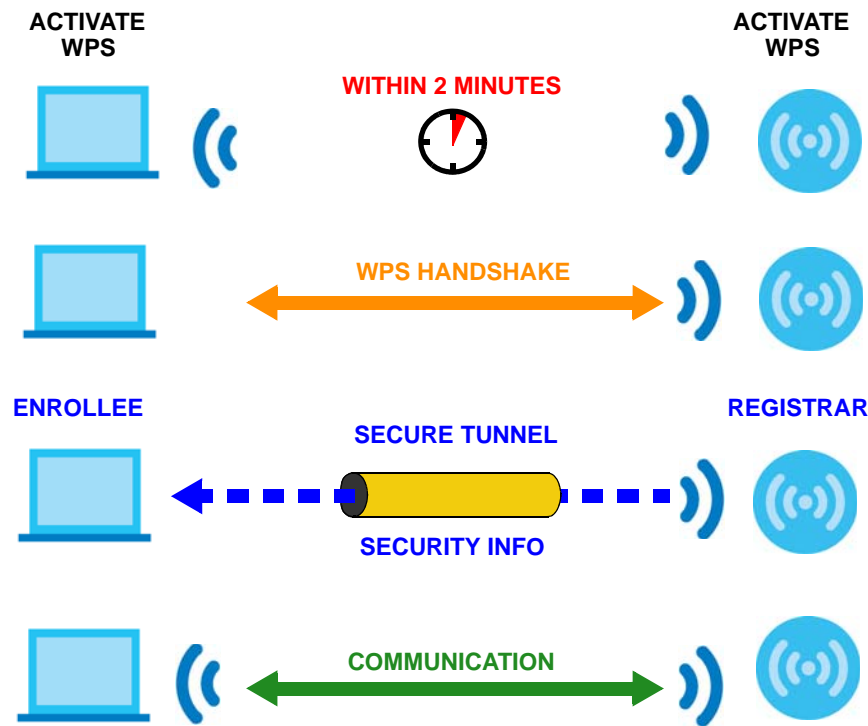 ACTIVATE
WPS
ACTIVATE
WPS
WITHIN 2 MINUTES
WPS HANDSHAKE
ENROLLEE
REGISTRAR
SECURE TUNNEL
SECURITY INFO
COMMUNICATION